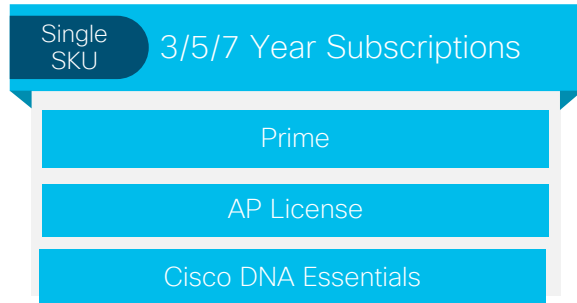 Single
SKU
3/5/7 Year Subscriptions
Prime
AP License
Cisco DNA Essentials